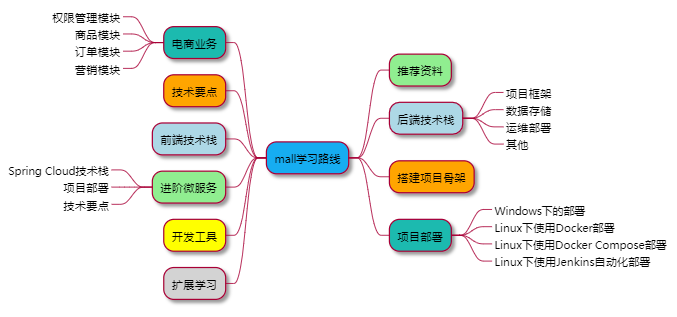 mall学习路线
推荐资料
后端技术栈
项目框架
数据存储
运维部署
其他
搭建项目骨架
项目部署
Windows下的部署
Linux下使用Docker部署
Linux下使用Docker Compose部署
Linux下使用Jenkins自动化部署
电商业务
权限管理模块
商品模块
订单模块
营销模块
技术要点
前端技术栈
进阶微服务
Spring Cloud技术栈
项目部署
技术要点
开发工具
扩展学习